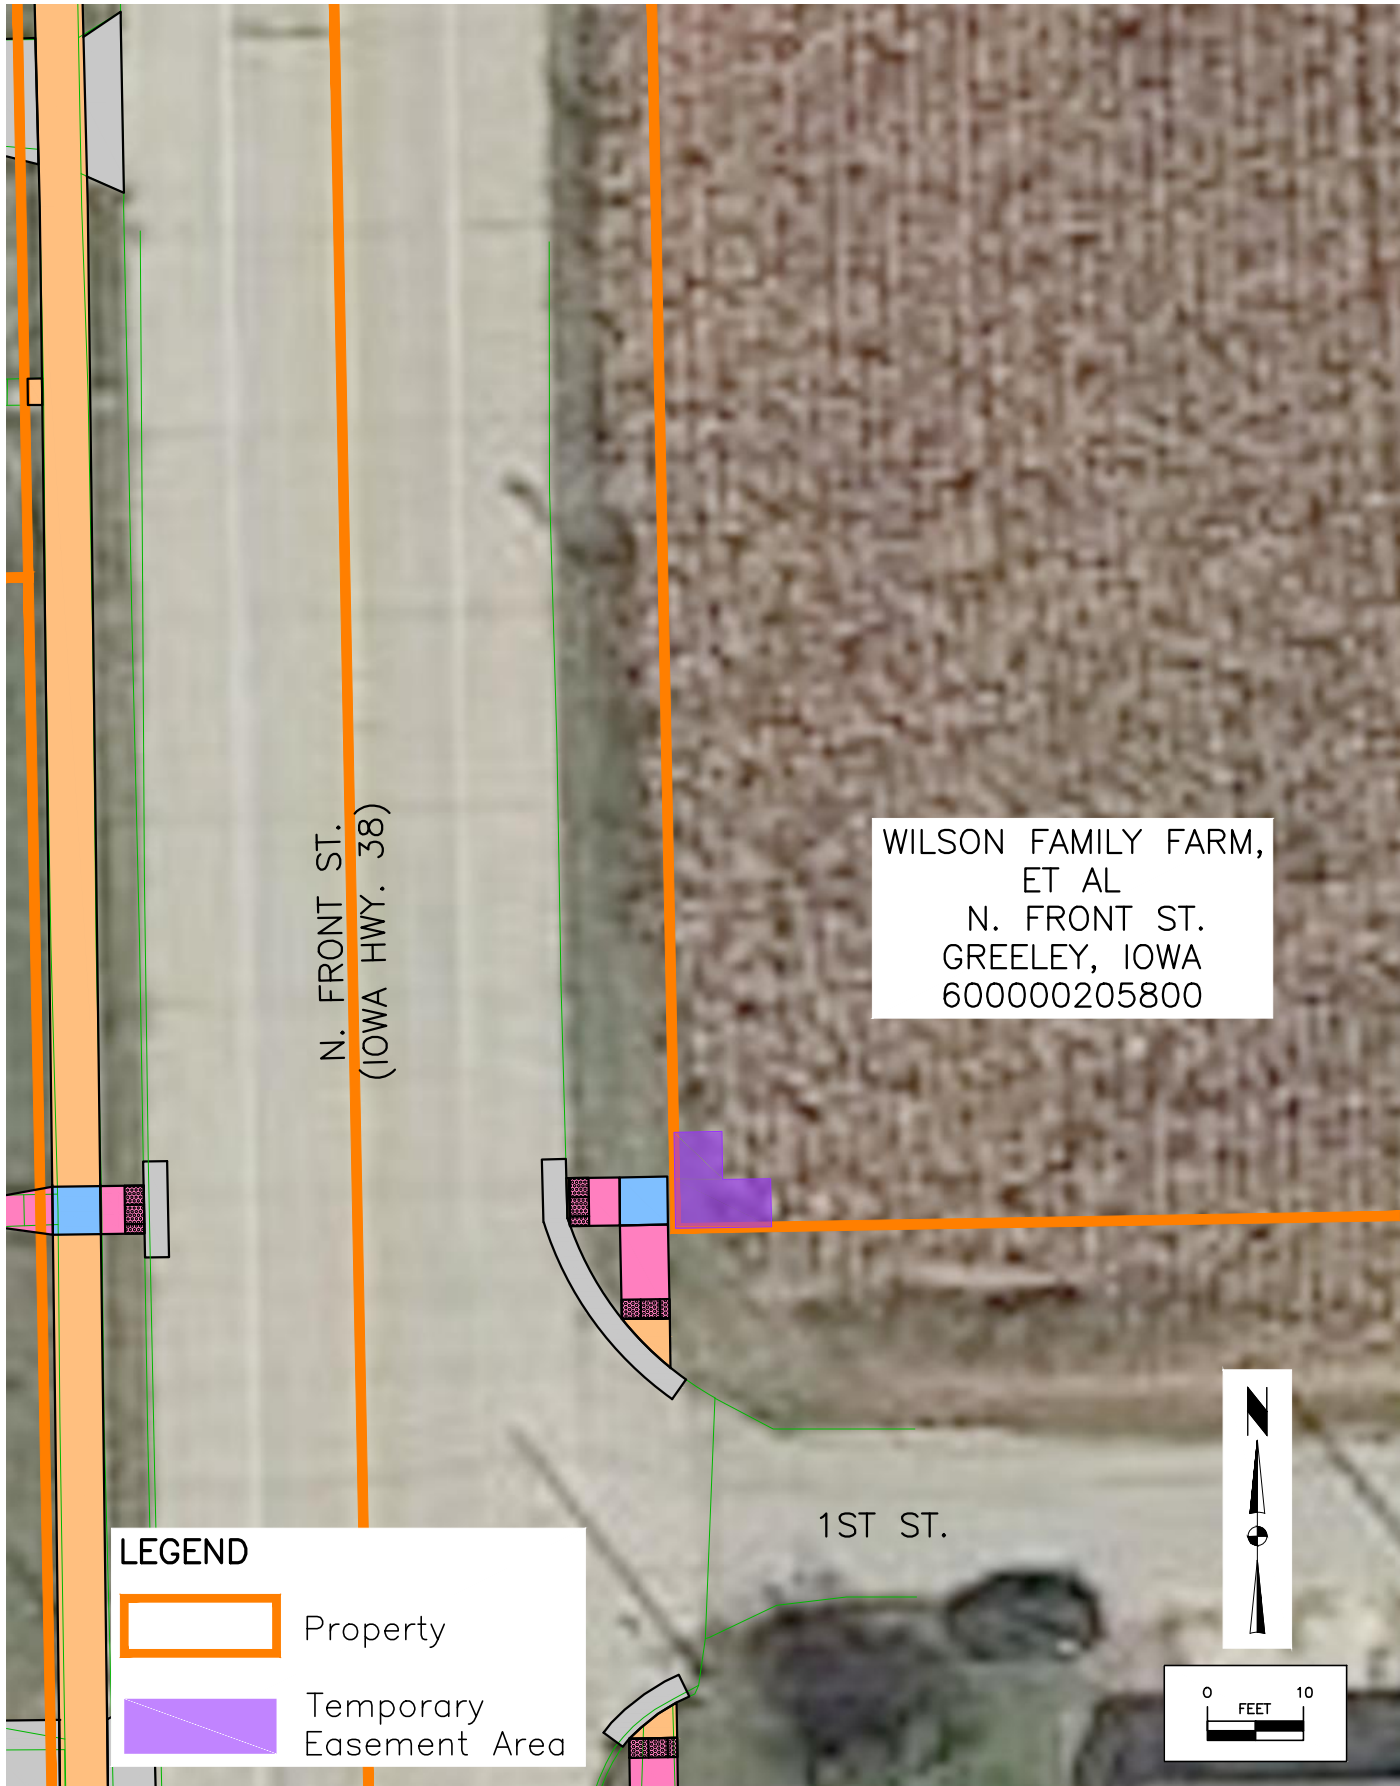 N. FRONT ST.
(IOWA HWY. 38)
WILSON FAMILY FARM,
ET AL
N. FRONT ST.
GREELEY, IOWA
600000205800
1ST ST.
N
0 10
FEET
LEGEND
Property
Temporary
Easement Area